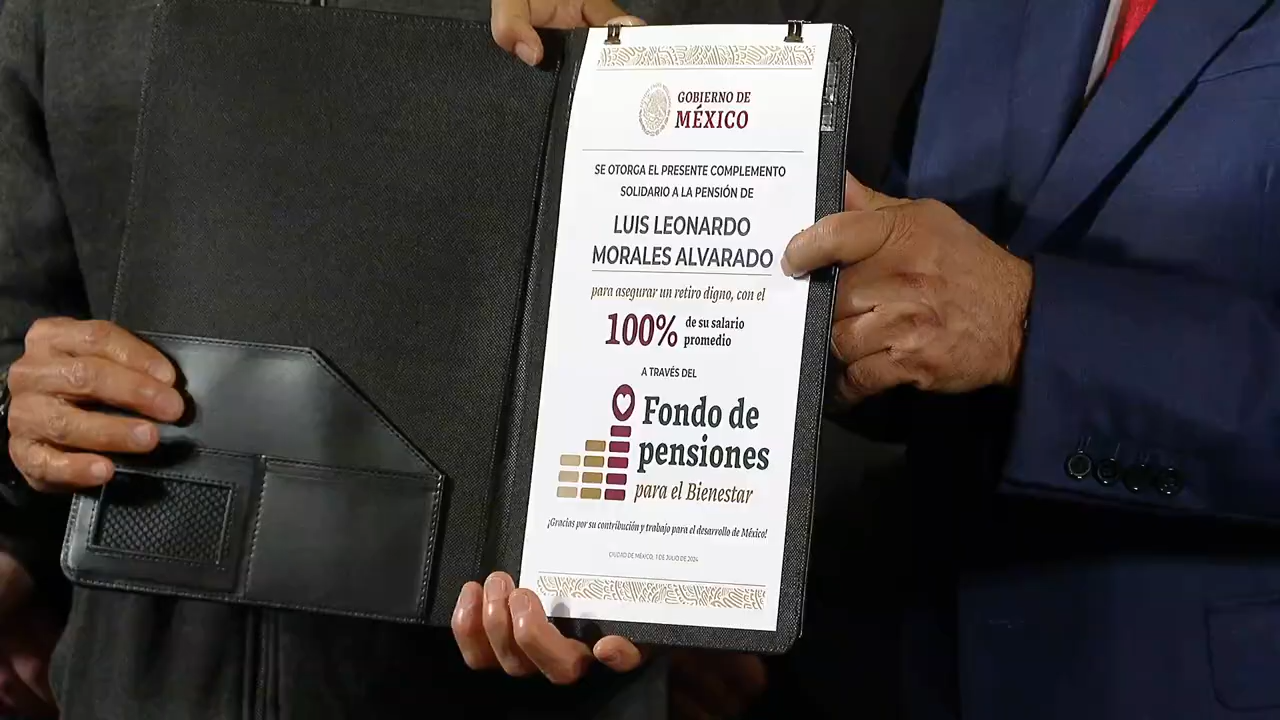 GOBIERNO DE
MÉXICO
SE OTORGA EL PRESENTE COMPLEMENTO
SOLIDARIO A LA PENSIÓN DE
LUIS LEONARDO
MORALES ALVARADO
para asegurar un retiro digno, con el
100% de su salario
promedio
A TRAVÉS DEL
Fondo de
pensiones
para el Bienestar
¡Gracias por su contribución y trabajo para el desarrollo de México!
CIUDAD DE MÉXICO, 1 DE JULIO DE 2024